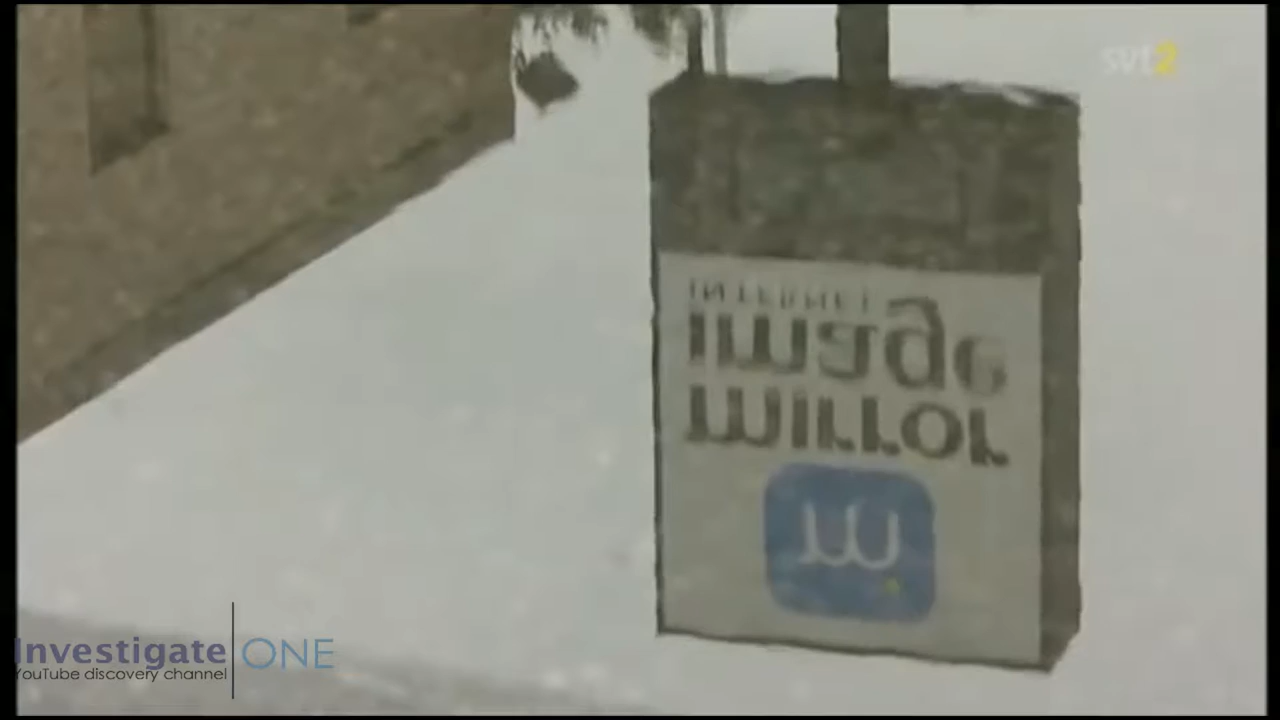 svt2
INTERNET
image
mirror
m
Investigate ONE
YouTube discovery channel